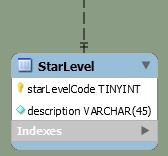 StarLevel
starLevelCode TINYINT
description VARCHAR(45)
Indexes